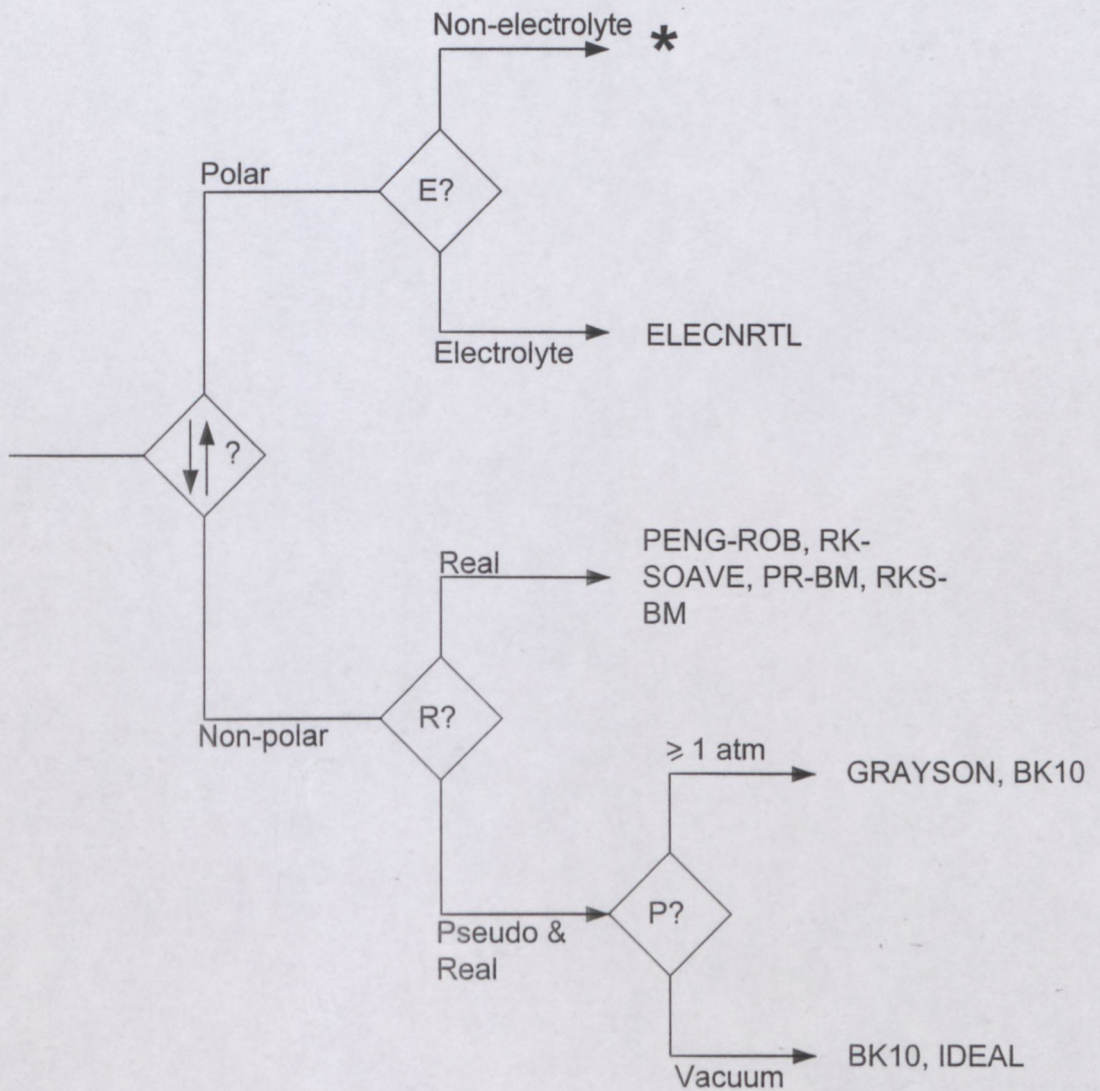 Non-electrolyte
*
Polar
E?
Electrolyte
ELECNRTL
?
Real
PENG-ROB, RK-
SOAVE, PR-BM, RKS-
BM
R?
Non-polar
⩾ 1 atm
GRAYSON, BK10
P?
Pseudo &
Real
BK10, IDEAL
Vacuum